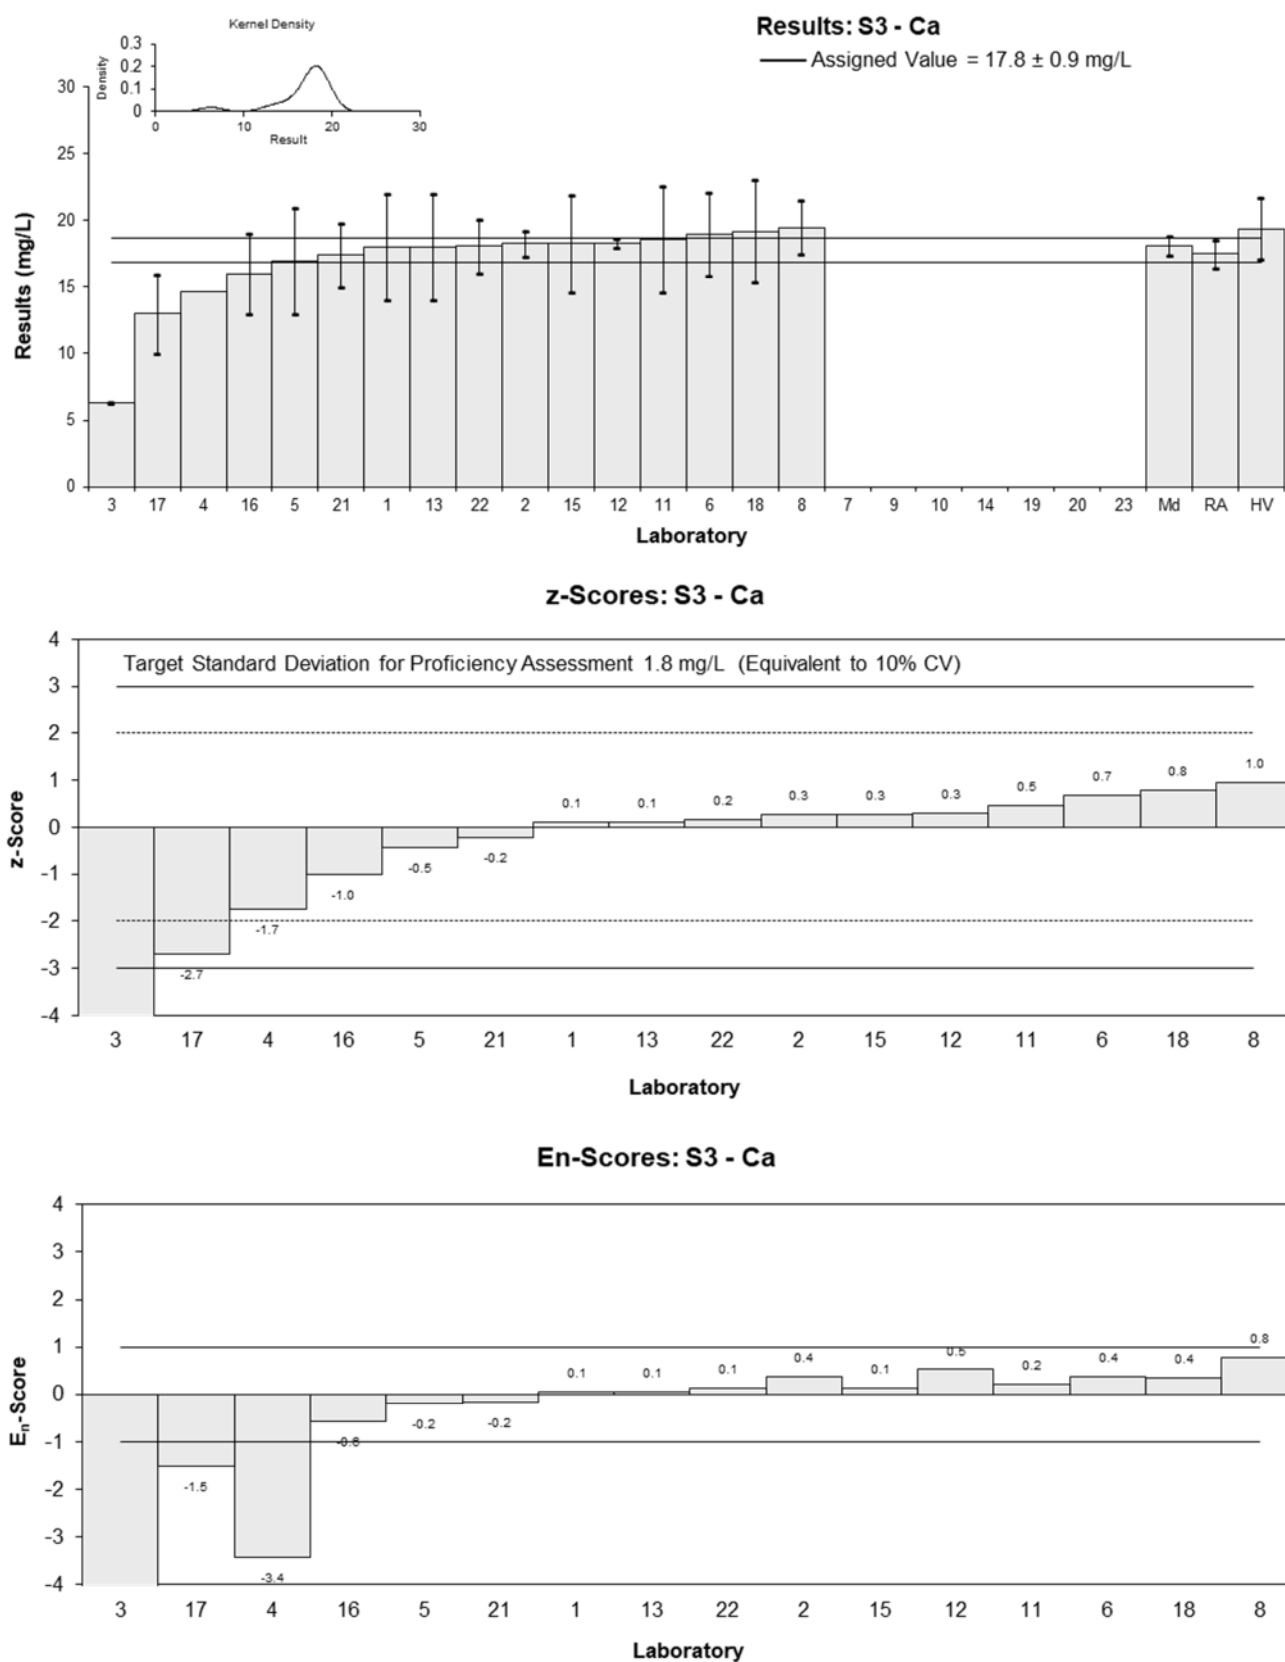 Kernel Density
0.3
0.2
0.1
0
Density
0 10 20 30
Result
Results: S3 - Ca
Assigned Value = 17.8 ± 0.9 mg/L
30
25
20
15
10
5
0
Results (mg/L)
3 17 4 16 5 21 1 13 22 2 15 12 11 6 18 8 7 9 10 14 19 20 23 Md RA HV
Laboratory
z-Scores: S3 - Ca
Target Standard Deviation for Proficiency Assessment 1.8 mg/L (Equivalent to 10% CV)
4
3
2
1
0
-1
-2
-3
-4
z-Score
-2.7 -1.7 -1.0 -0.5 -0.2 0.1 0.1 0.2 0.3 0.3 0.3 0.5 0.7 0.8 1.0
3 17 4 16 5 21 1 13 22 2 15 12 11 6 18 8
Laboratory
En-Scores: S3 - Ca
4
3
2
1
0
-1
-2
-3
-4
En-Score
-1.5 -3.4 -0.6 -0.2 -0.2 0.1 0.1 0.1 0.4 0.1 0.5 0.2 0.4 0.4 0.8
3 17 4 16 5 21 1 13 22 2 15 12 11 6 18 8
Laboratory